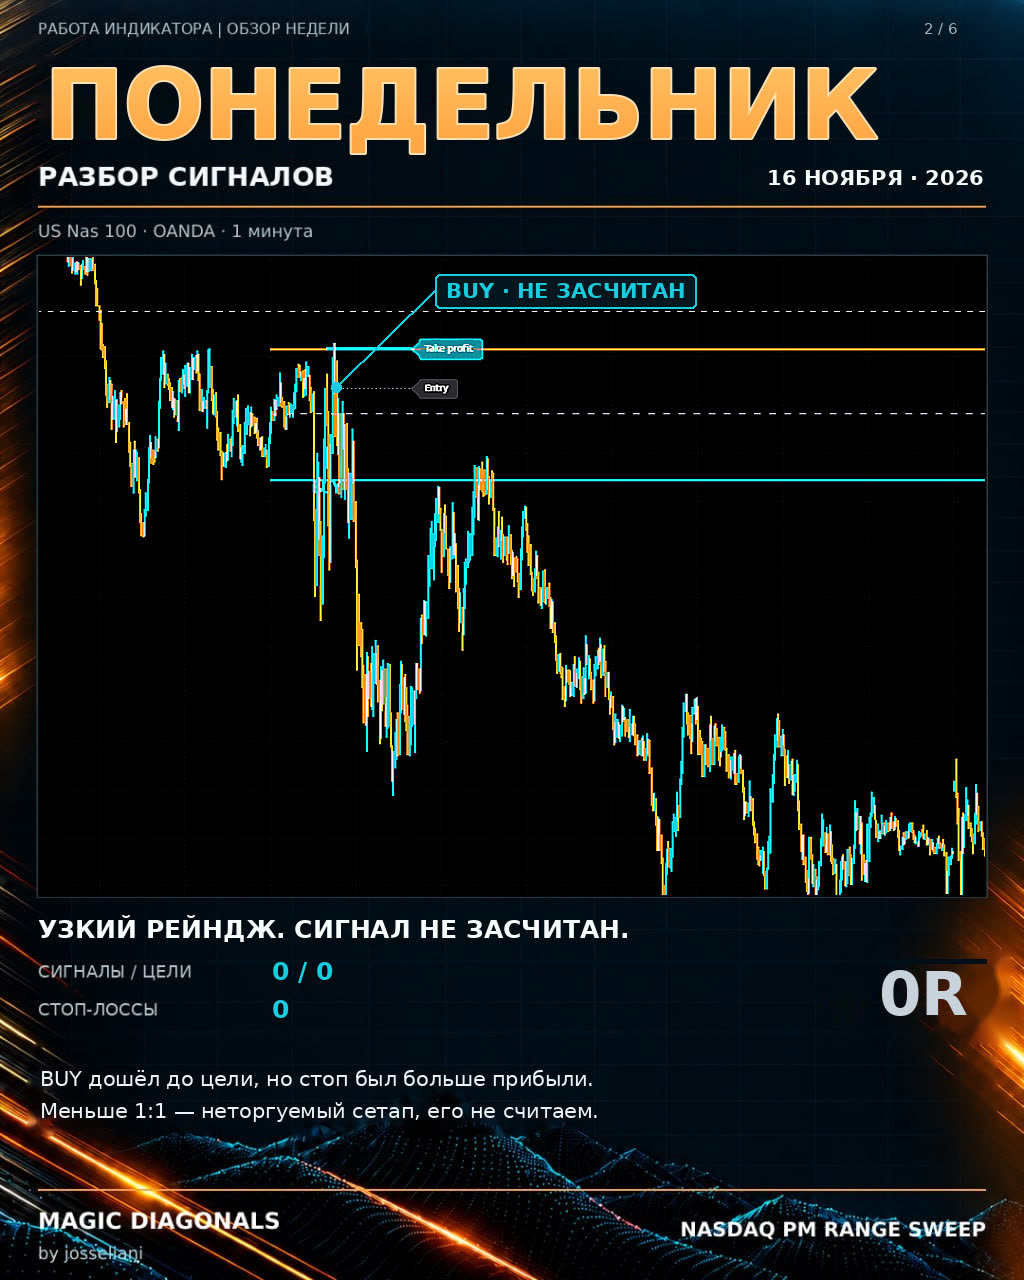 РАБОТА ИНДИКАТОРА | ОБЗОР НЕДЕЛИ
2 / 6
ПОНЕДЕЛЬНИК
РАЗБОР СИГНАЛОВ
16 НОЯБРЯ · 2026
US Nas 100 · OANDA · 1 минута
BUY · НЕ ЗАСЧИТАН
Take profit
Entry
УЗКИЙ РЕЙНДЖ. СИГНАЛ НЕ ЗАСЧИТАН.
СИГНАЛЫ / ЦЕЛИ 0 / 0
0R
СТОП-ЛОССЫ 0
BUY дошёл до цели, но стоп был больше прибыли.
Меньше 1:1 — неторгуемый сетап, его не считаем.
MAGIC DIAGONALS
NASDAQ PM RANGE SWEEP
by jossellani